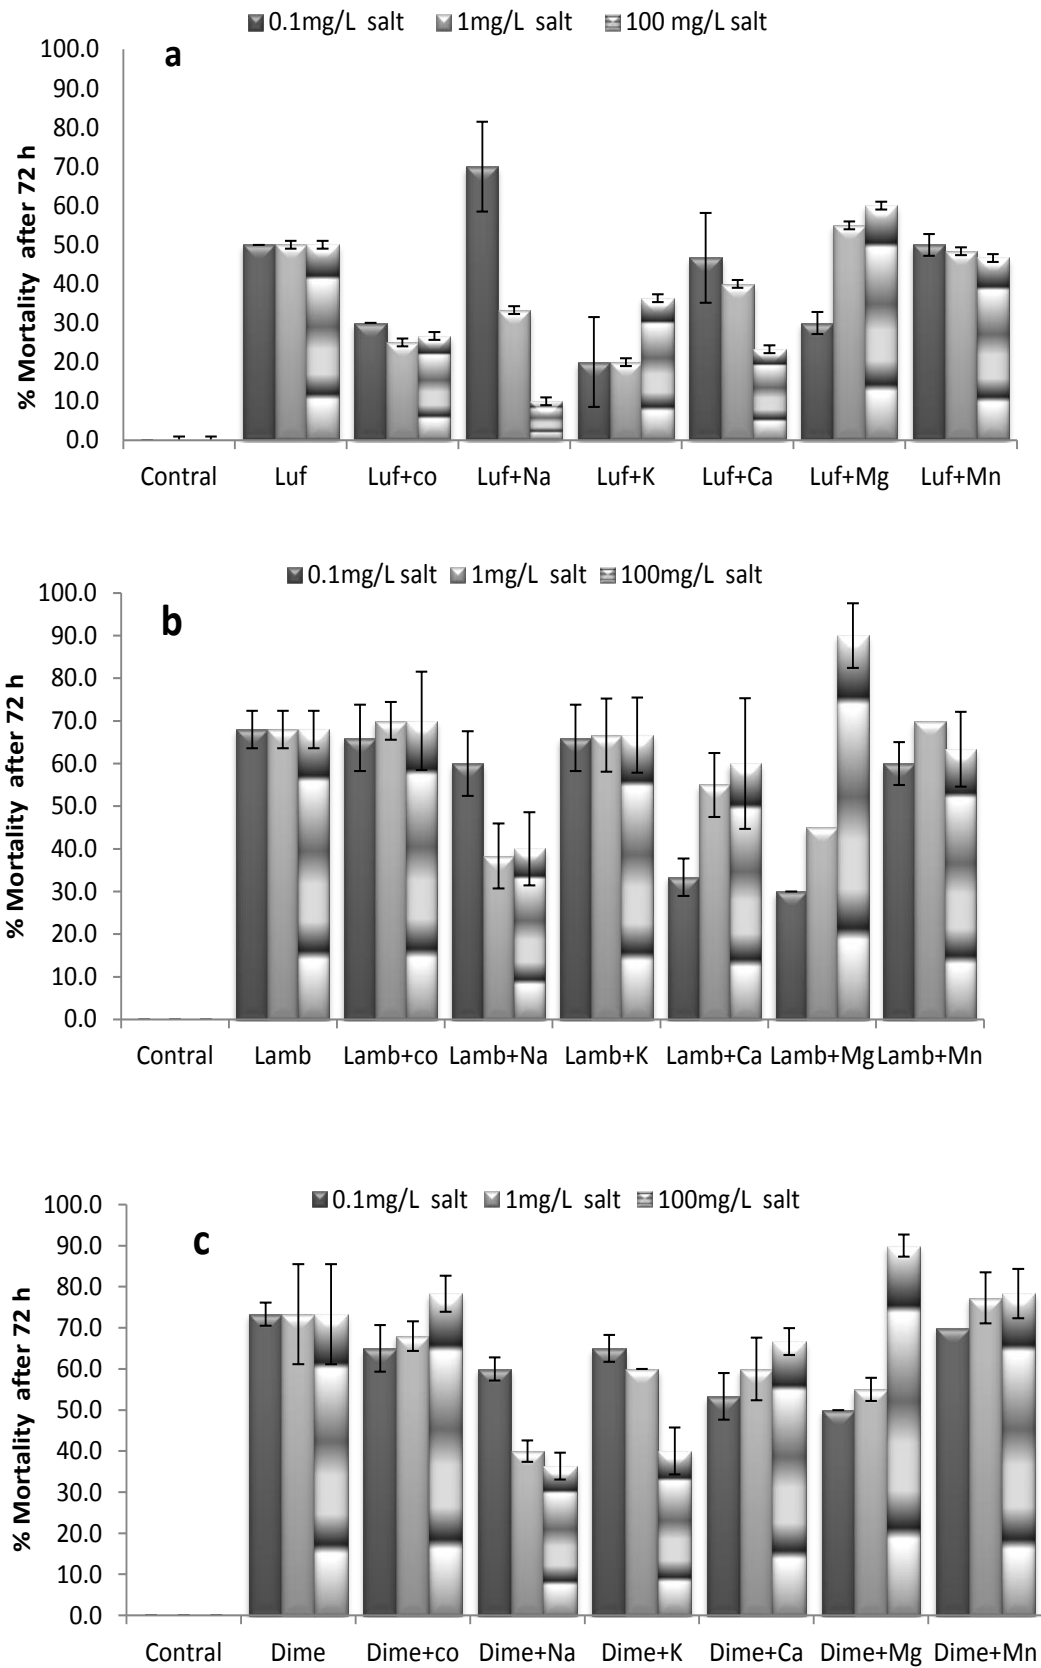 0.1mg/L salt 1mg/L salt 100 mg/L salt
a
% Mortality after 72 h
100.0
90.0
80.0
70.0
60.0
50.0
40.0
30.0
20.0
10.0
0.0
Contral Luf Luf+co Luf+Na Luf+K Luf+Ca Luf+Mg Luf+Mn
0.1mg/L salt 1mg/L salt 100mg/L salt
b
% Mortality after 72 h
100.0
90.0
80.0
70.0
60.0
50.0
40.0
30.0
20.0
10.0
0.0
Contral Lamb Lamb+co Lamb+Na Lamb+K Lamb+Ca Lamb+Mg Lamb+Mn
0.1mg/L salt 1mg/L salt 100mg/L salt
c
% Mortality after 72 h
100.0
90.0
80.0
70.0
60.0
50.0
40.0
30.0
20.0
10.0
0.0
Contral Dime Dime+co Dime+Na Dime+K Dime+Ca Dime+Mg Dime+Mn